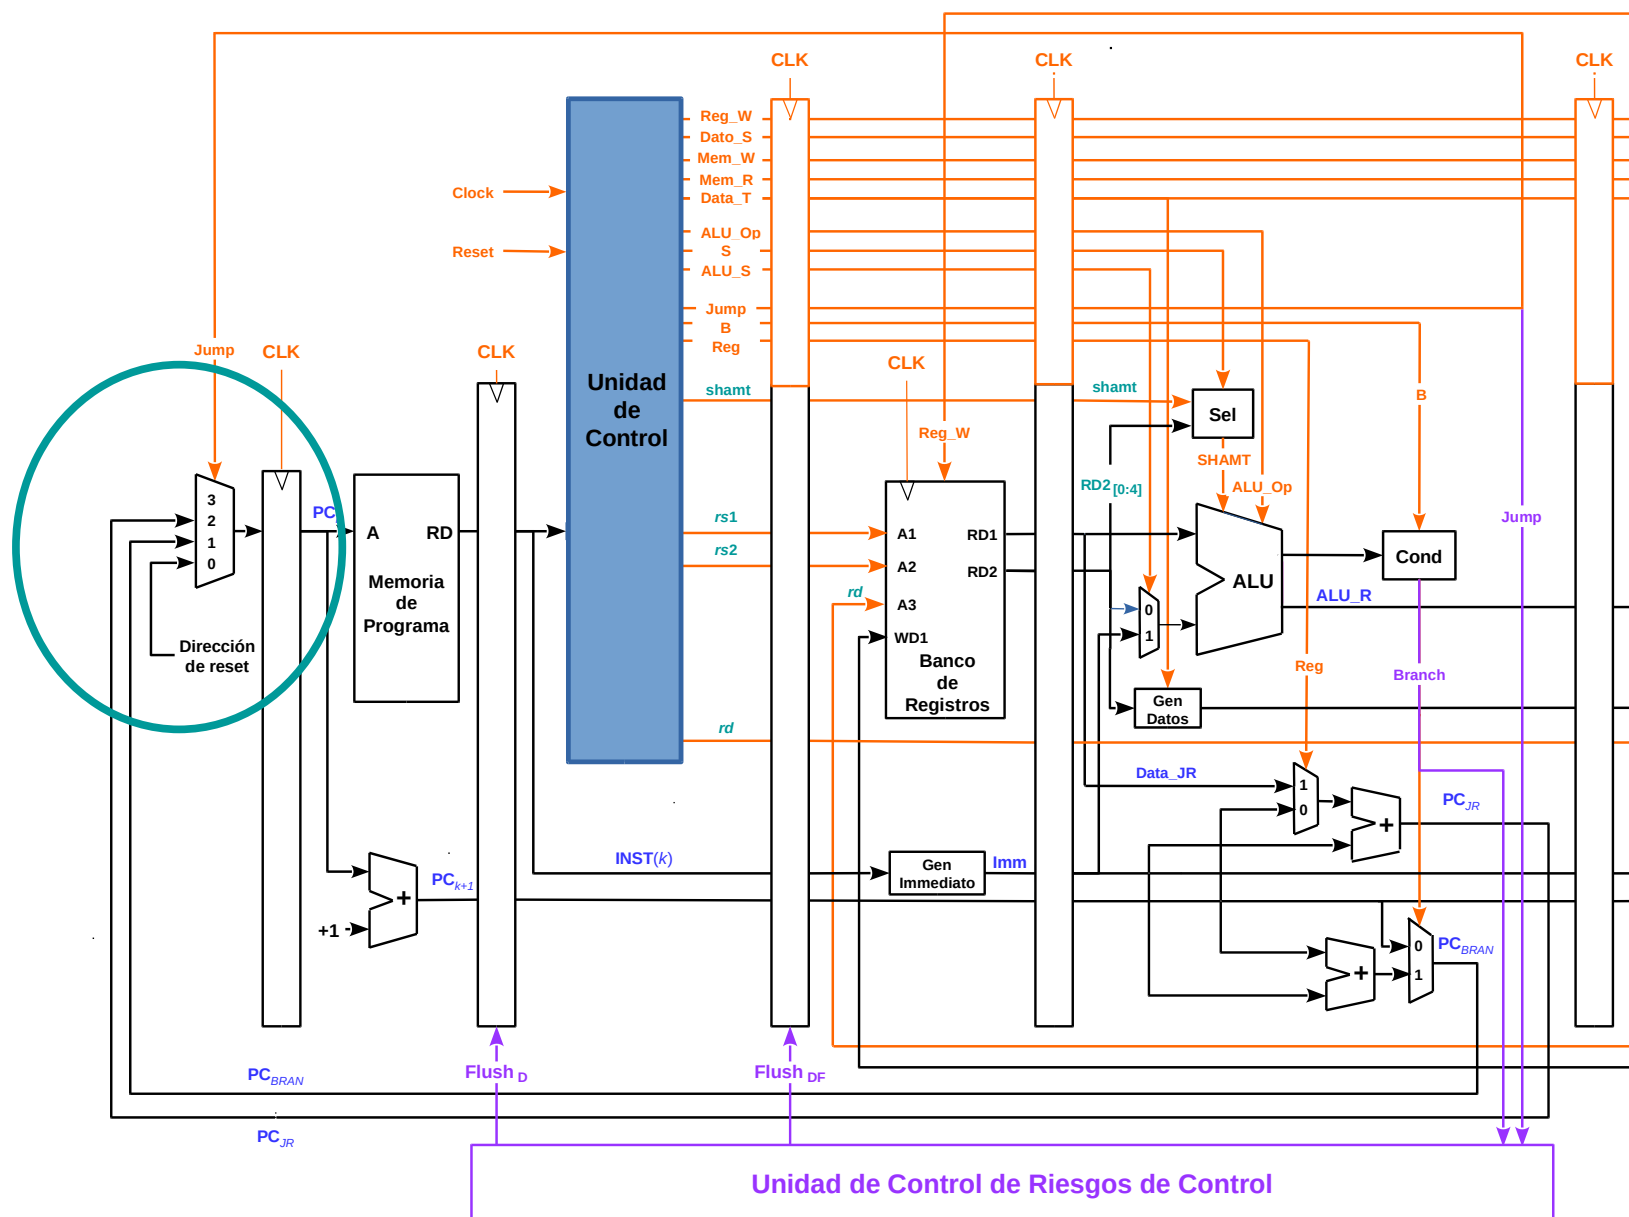 CLK
CLK
CLK
Reg_W
Dato_S
Mem_W
Mem_R
Data_T
Clock
ALU_Op
Reset
S
ALU_S
Jump
B
Reg
Jump
CLK
CLK
CLK
Unidad
de
Control
shamt
shamt
B
Sel
Reg_W
SHAMT
RD2 [0:4]
ALU_Op
3
2
1
0
PC
A
RD
Memoria
de
Programa
rs1
rs2
rd
A1
A2
A3
WD1
RD1
RD2
Banco
de
Registros
Jump
Cond
ALU
0
1
ALU_R
Dirección
de reset
Reg
Branch
Gen
Datos
rd
Data_JR
1
0
+
PCJR
INST(k)
Gen
Immediato
Imm
PCk+1
+
+1
0
1
+
PCBRAN
Flush D
Flush DF
PCBRAN
PCJR
Unidad de Control de Riesgos de Control